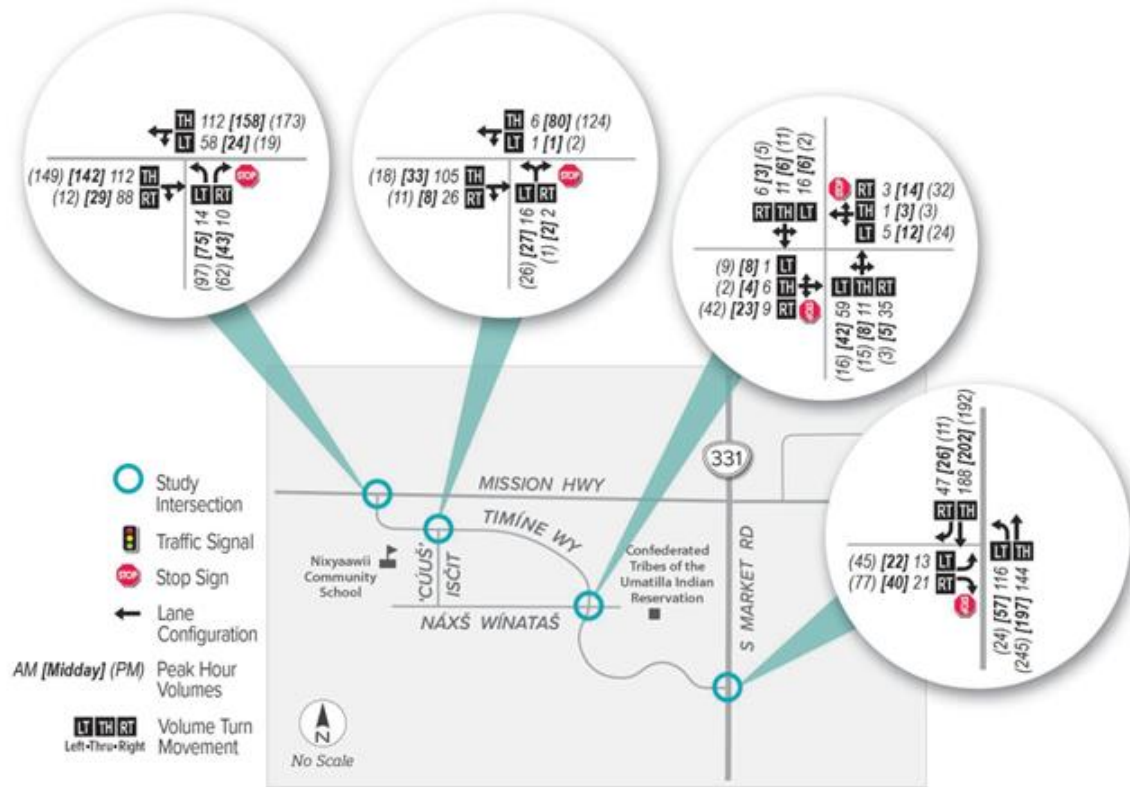 TH 112 [158] (173)
LT 58 [24] (19)
(149) [142] 112 TH
(12) [29] 88 RT
LT RT
STOP
(97) [75] 14
(62) [43] 10
TH 6 [80] (124)
LT 1 [1] (2)
(18) [33] 105 TH
(11) [8] 26 RT
LT RT
STOP
(26) [27] 16
(1) [2] 2
6 [3] (5)
11 [6] (11)
16 [6] (2)
RT TH LT
STOP
RT 3 [14] (32)
TH 1 [3] (3)
LT 5 [12] (24)
(9) [8] 1 LT
(2) [4] 6 TH
(42) [23] 9 RT
STOP
LT TH RT
(16) [42] 59
(15) [8] 11
(3) [5] 35
47 [26] (11)
188 [202] (192)
RT TH
(45) [22] 13 LT
(77) [40] 21 RT
STOP
LT TH
(24) [57] 116
(245) [197] 144
331
MISSION HWY
TIMÍNE WY
'CÚUŠ'
ISČIT
Nixyaawii
Community
School
Confederated
Tribes of the
Umatilla Indian
Reservation
NÁXŠ WÍNATAŠ
S MARKET RD
N
No Scale
Study
Intersection
Traffic Signal
STOP Stop Sign
Lane
Configuration
AM [Midday] (PM) Peak Hour
Volumes
LT TH RT Volume Turn
Left•Thru•Right Movement